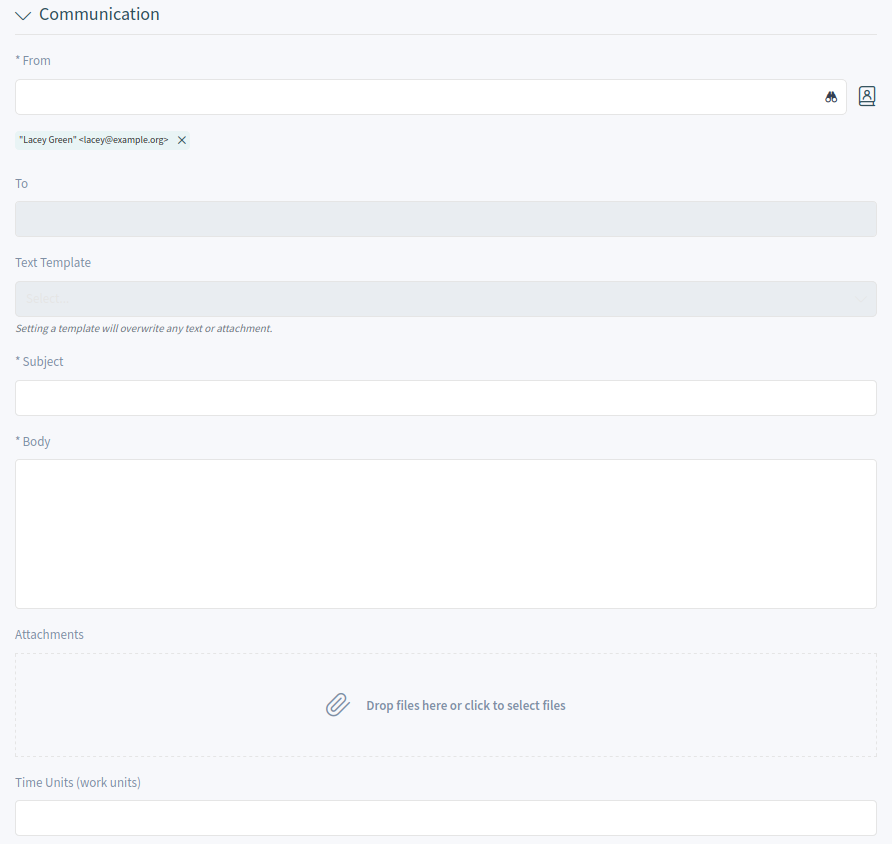 Communication
* From
"Lacey Green" <lacey@example.org>
To
Text Template
Select...
Setting a template will overwrite any text or attachment.
* Subject
* Body
Attachments
Drop files here or click to select files
Time Units (work units)